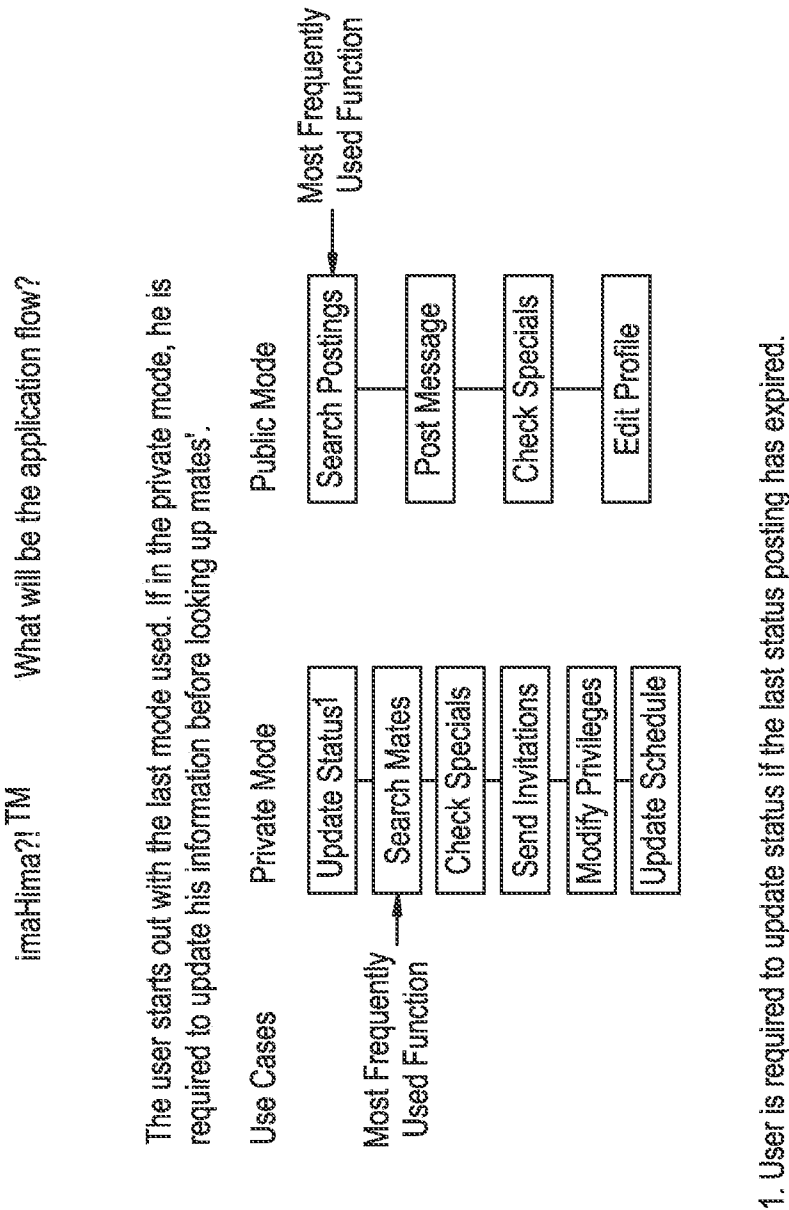 imaHima?!TM What will be the application flow?
The user starts out with the last mode used. If in the private mode, he is
required to update his information before looking up mates'.
Use Cases Private Mode Public Mode
Update Status1
Search Mates
Check Specials
Send Invitations
Modify Privileges
Update Schedule
Most Frequently
Used Function
Search Postings
Post Message
Check Specials
Edit Profile
Most Frequently
Used Function
1. User is required to update status if the last status posting has expired.